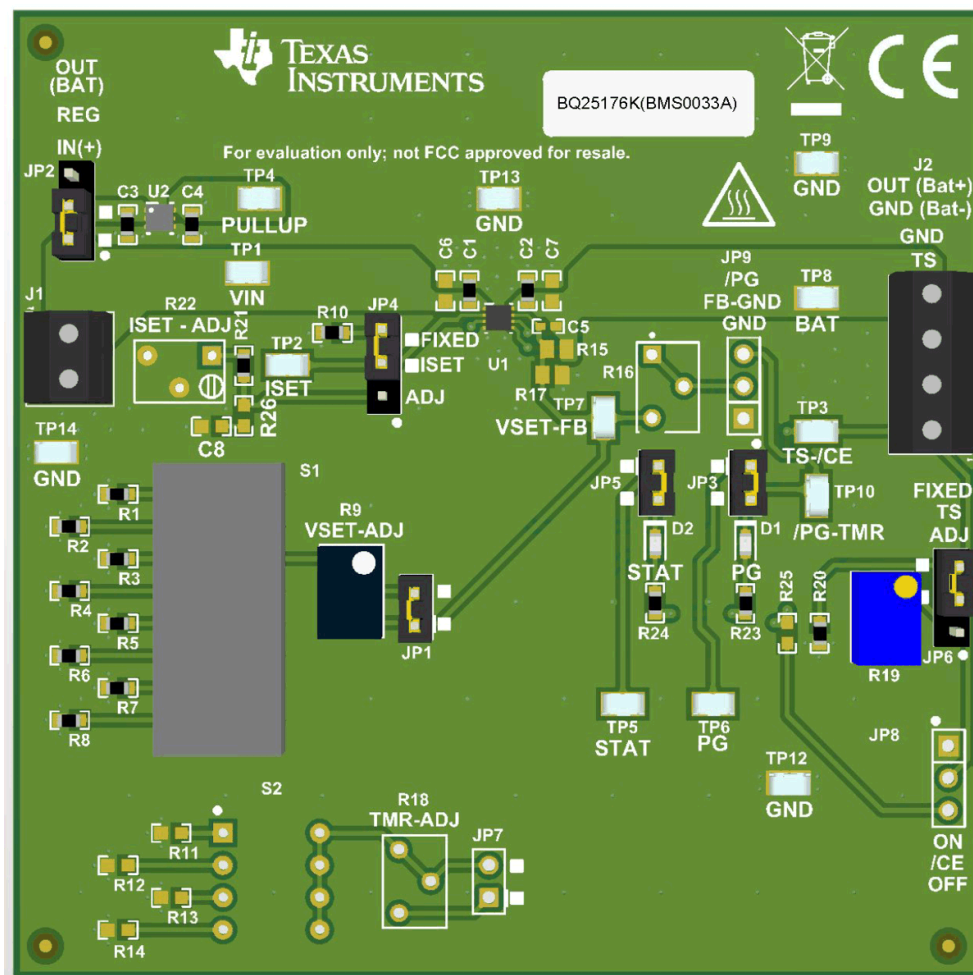 TEXAS
INSTRUMENTS
BQ25176K(BMS0033A)
For evaluation only; not FCC approved for resale.
OUT
(BAT)
REG
IN(+)
JP2
C3
U2
C4
TP4
PULLUP
TP13
GND
TP9
GND
J2
OUT (Bat+)
GND (Bat-)
GND
TS
TP1
VIN
C6
C1
C2
C7
JP9
/PG
FB-GND
GND
TP8
BAT
J1
R22
ISET - ADJ
R21
R10
JP4
FIXED
ISET
ADJ
TP2
ISET
U1
C5
R15
R17
R16
TP7
VSET-FB
TP3
TS-/CE
R26
C8
TP14
GND
S1
JP5
JP3
TP10
/PG-TMR
FIXED
TS
ADJ
R1
R2
R3
R4
R5
R6
R7
R8
R9
VSET-ADJ
JP1
D2
STAT
R24
D1
PG
R23
R25
R20
R19
JP6
TP5
STAT
TP6
PG
TP12
GND
JP8
ON
/CE
OFF
S2
R11
R12
R13
R14
R18
TMR-ADJ
JP7